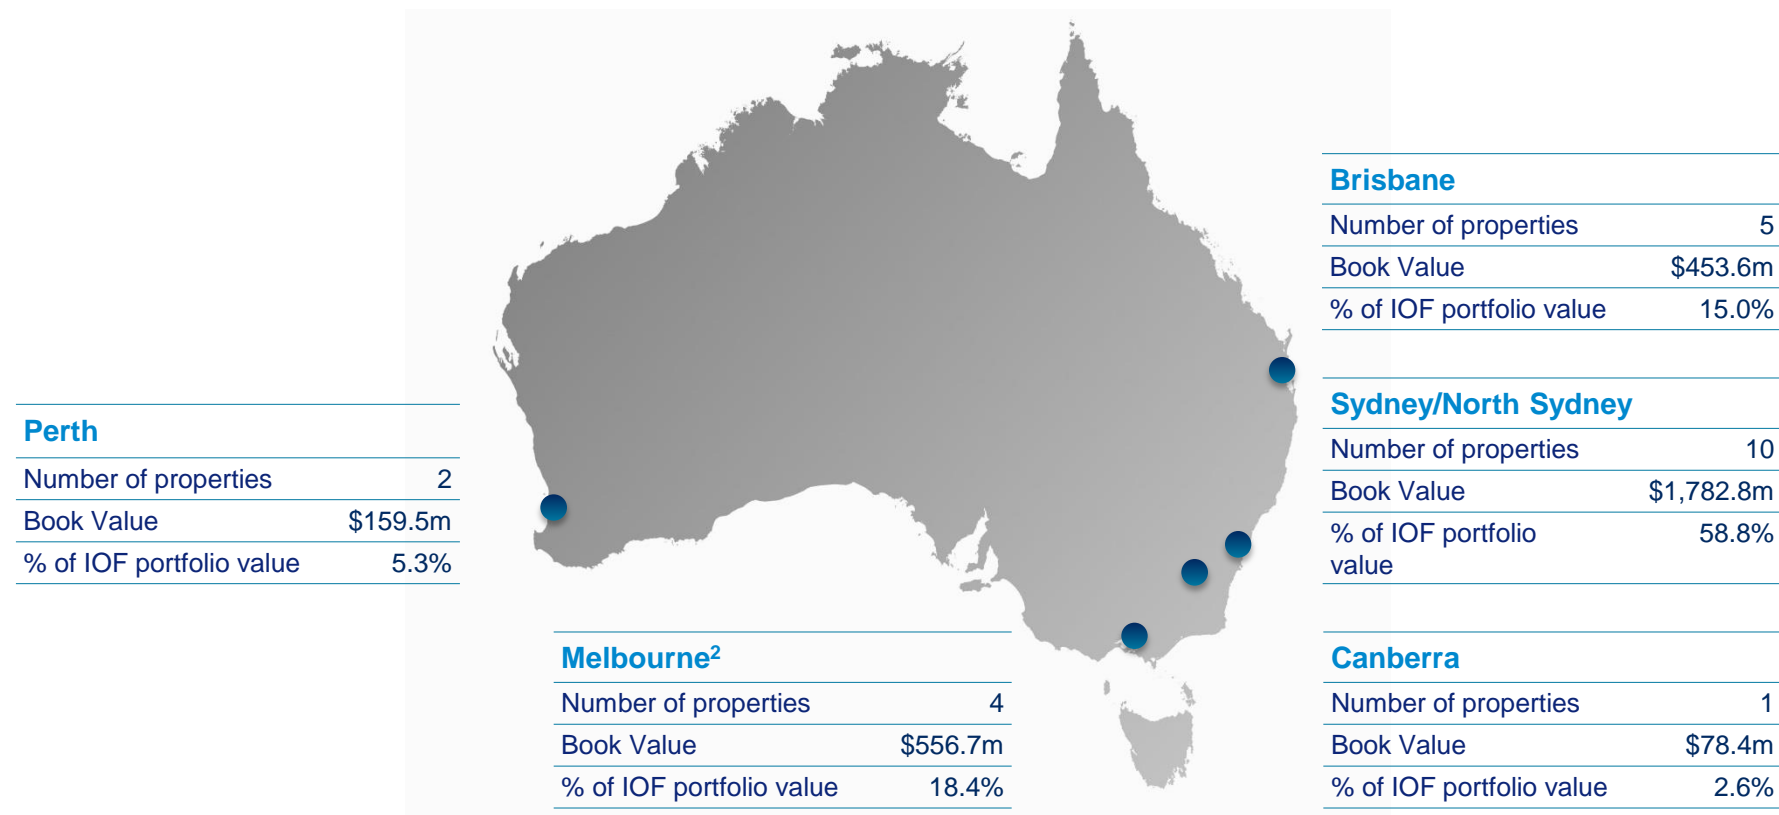 Brisbane
Number of properties 5
Book Value $453.6m
% of IOF portfolio value 15.0%
Sydney/North Sydney
Number of properties 10
Book Value $1,782.8m
% of IOF portfolio 58.8%
value
Perth
Number of properties 2
Book Value $159.5m
% of IOF portfolio value 5.3%
Melbourne²
Number of properties 4
Book Value $556.7m
% of IOF portfolio value 18.4%
Canberra
Number of properties 1
Book Value $78.4m
% of IOF portfolio value 2.6%